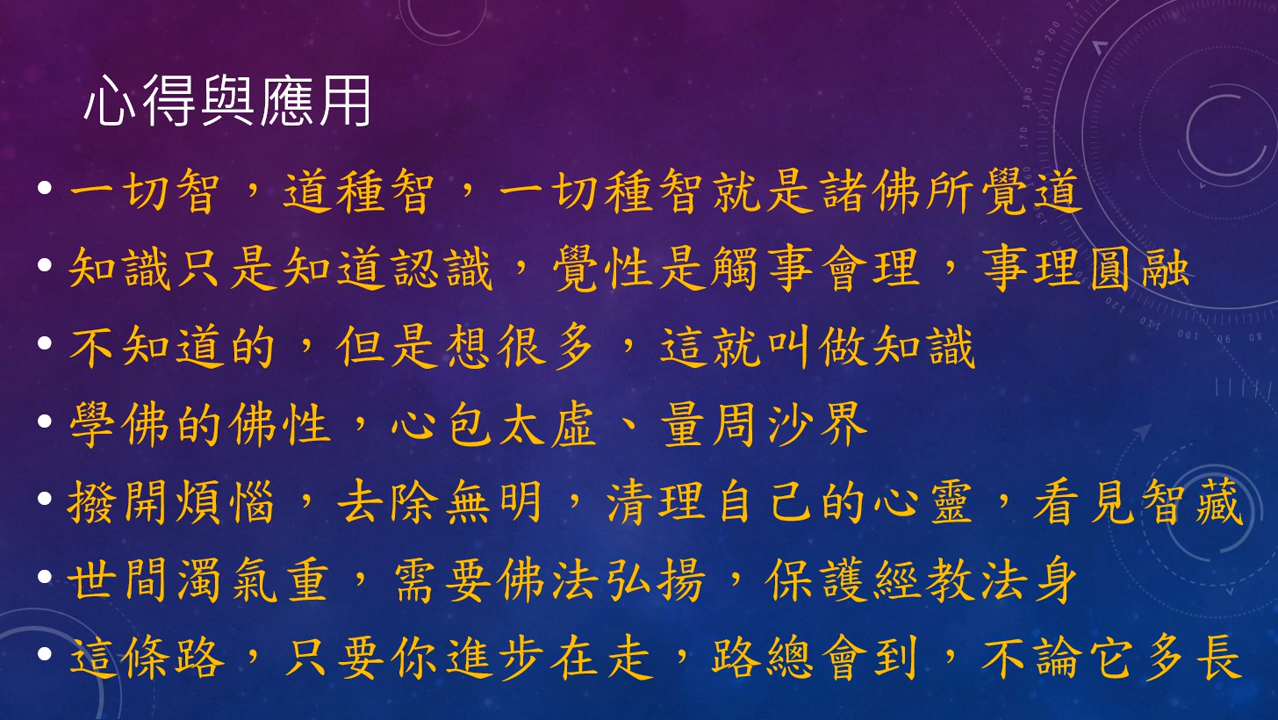 心得與應用
• 一切智，道種智，一切種智就是諸佛所覺道
• 知識只是知道認識，覺性是觸事會理，事理圓融
• 不知道的，但是想很多，這就叫做知識
• 學佛的佛性，心包太虛、量周沙界
• 撥開煩惱，去除無明，清理自己的心靈，看見智藏
• 世間濁氣重，需要佛法弘揚，保護經教法身
• 這條路，只要你進步在走，路總會到，不論它多長